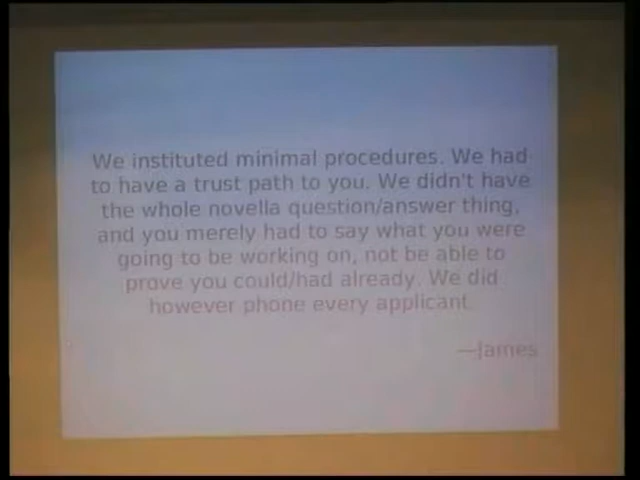 We instituted minimal procedures. We had
to have a trust path to you. We didn't have
the whole novella question/answer thing,
and you merely had to say what you were
going to be working on, not be able to
prove you could/had already. We did
however phone every applicant.
—James